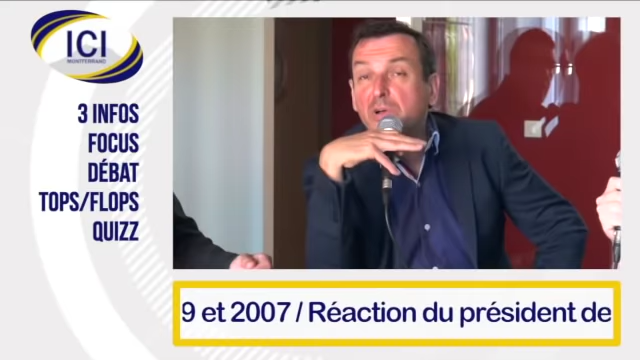 ICI
MONTFERRAND
3 INFOS
FOCUS
DÉBAT
TOPS/FLOPS
QUIZZ
9 et 2007 / Réaction du président de